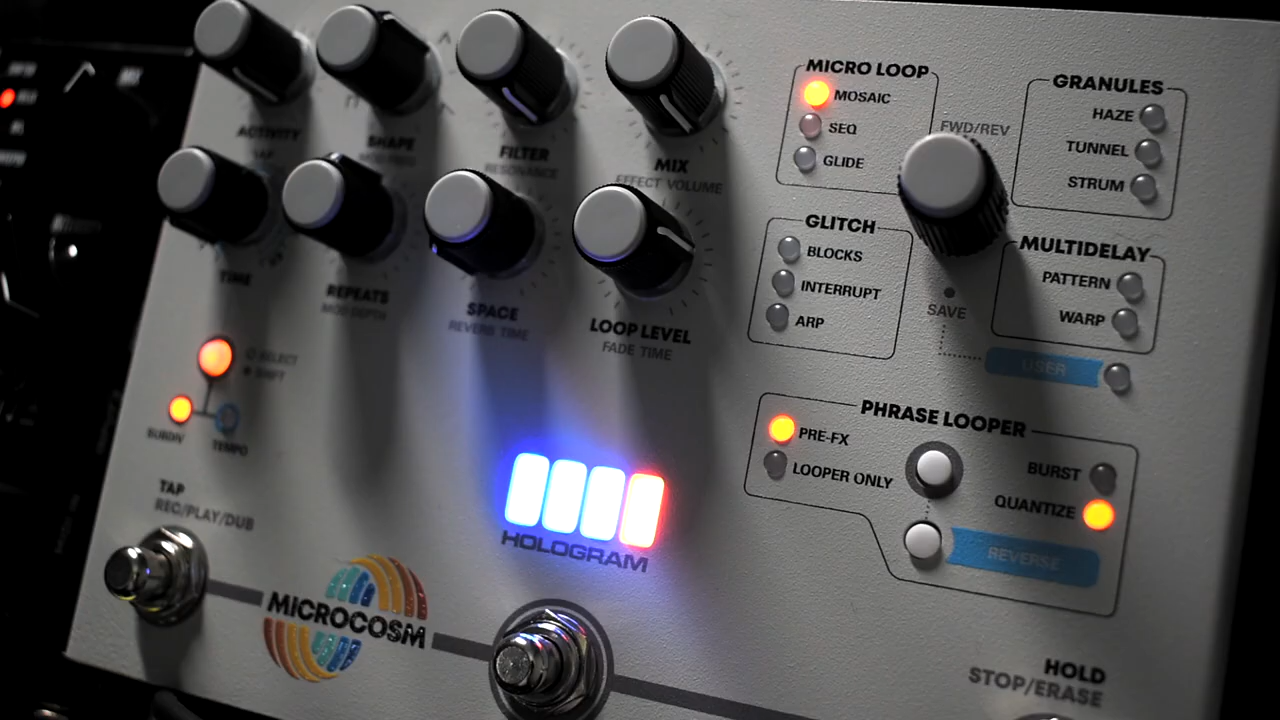 ACTIVITY
SHAPE
FILTER
RESONANCE
MIX
EFFECT VOLUME
TIME
REPEATS
MOD DEPTH
SPACE
REVERB TIME
LOOP LEVEL
FADE TIME
MICRO LOOP
MOSAIC
SEQ
GLIDE
FWD/REV
GRANULES
HAZE
TUNNEL
STRUM
GLITCH
BLOCKS
INTERRUPT
ARP
MULTIDELAY
PATTERN
WARP
SAVE
USER
SELECT
SHIFT
SUBDIV
TEMPO
PHRASE LOOPER
PRE-FX
LOOPER ONLY
BURST
QUANTIZE
REVERSE
HOLOGRAM
TAP
REC/PLAY/DUB
MICROCOSM
HOLD
STOP/ERASE